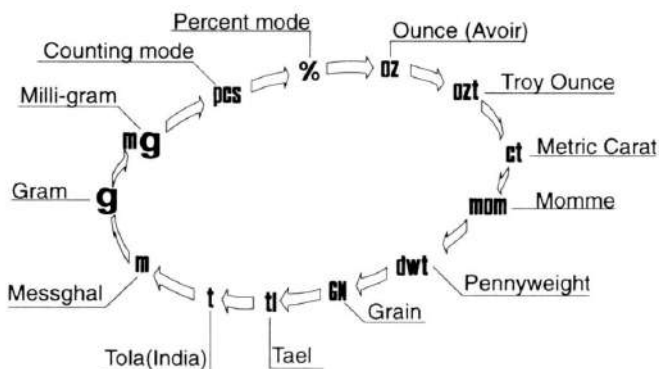 Percent mode
Ounce (Avoir)
Counting mode
% oz
pcs ozt
Troy Ounce
Milli-gram
mg
ct Metric Carat
Gram g
mom Momme
m dwt
Messghal
t tl GN
Pennyweight
Grain
Tola(India) Tael